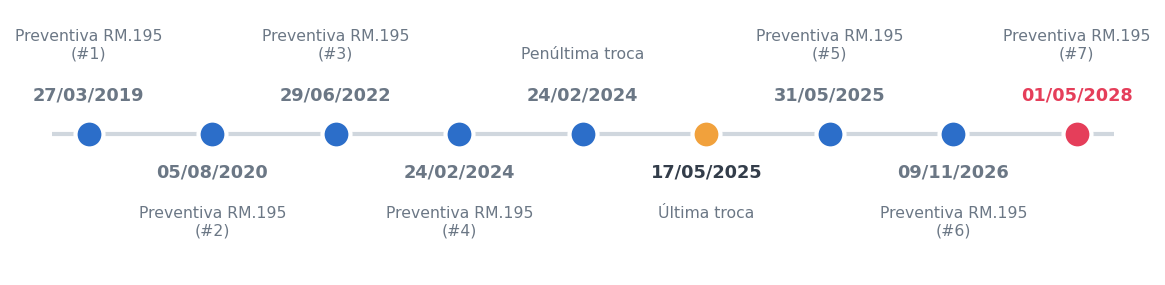 Preventiva RM.195
(#1)
27/03/2019
05/08/2020
Preventiva RM.195
(#2)
Preventiva RM.195
(#3)
29/06/2022
24/02/2024
Preventiva RM.195
(#4)
Penúltima troca
24/02/2024
17/05/2025
Última troca
Preventiva RM.195
(#5)
31/05/2025
09/11/2026
Preventiva RM.195
(#6)
Preventiva RM.195
(#7)
01/05/2028